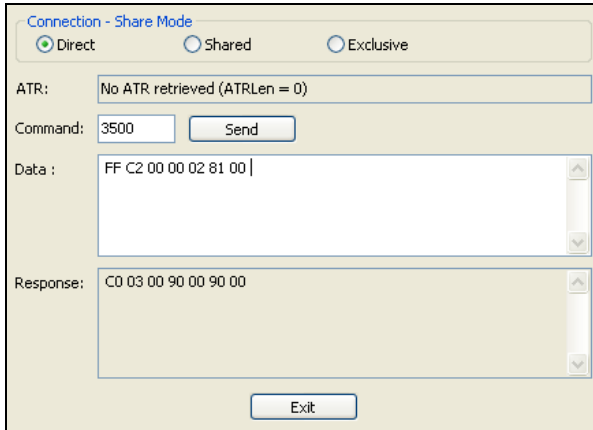 Connection - Share Mode
Direct Shared Exclusive
ATR: No ATR retrieved (ATRLen = 0)
Command: 3500 Send
Data : FF C2 00 00 02 81 00
Response: C0 03 00 90 00 90 00
Exit